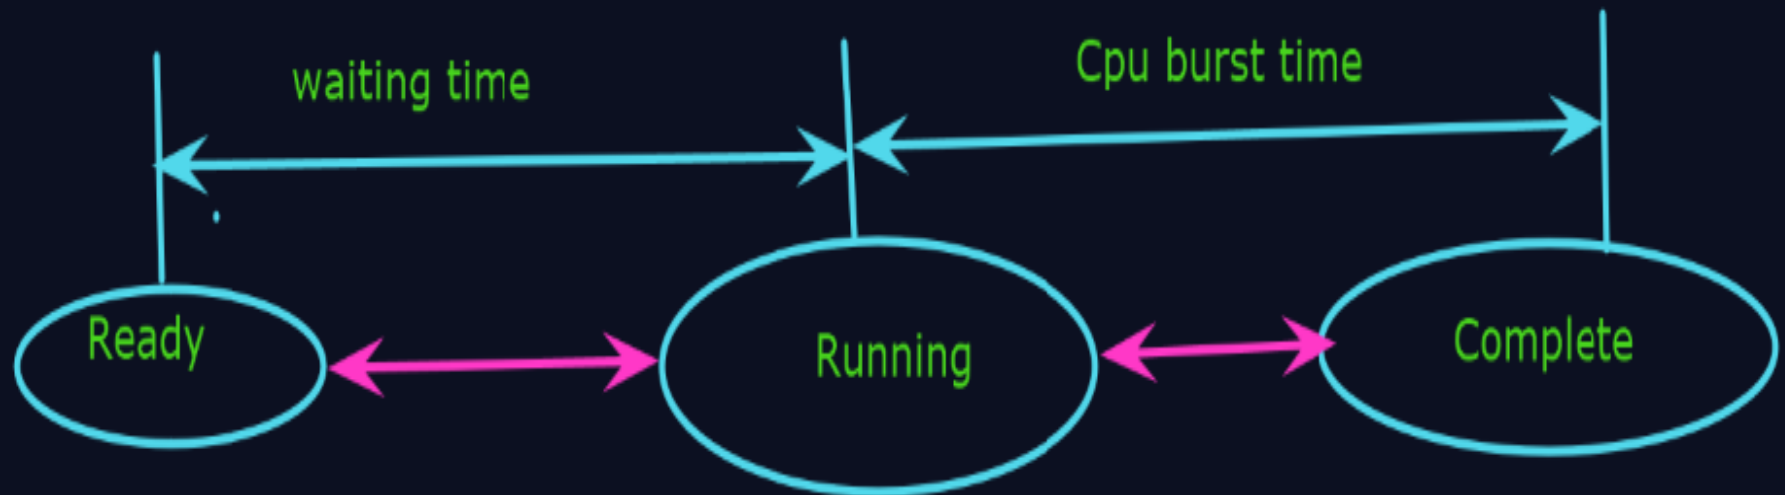 waiting time
Cpu burst time
Ready
Running
Complete